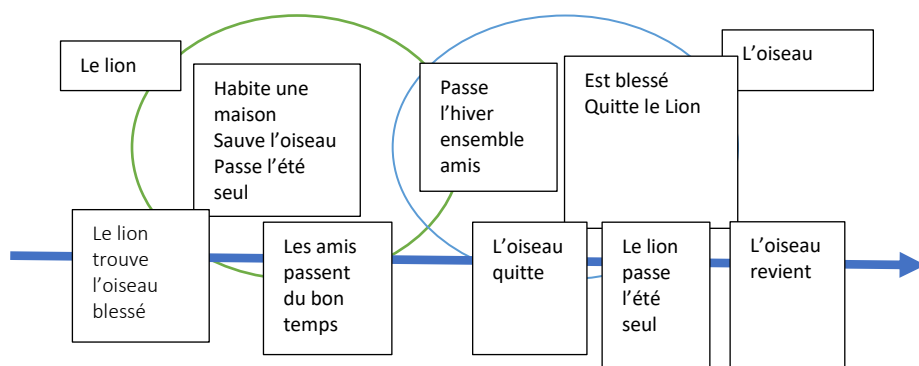 Le lion
Habite une
maison
Sauve l’oiseau
Passe l’été
seul
Passe
l’hiver
ensemble
amis
Est blessé
Quitte le Lion
L’oiseau
Le lion
trouve
l’oiseau
blessé
Les amis
passent
du bon
temps
L’oiseau
quitte
Le lion
passe
l’été
seul
L’oiseau
revient